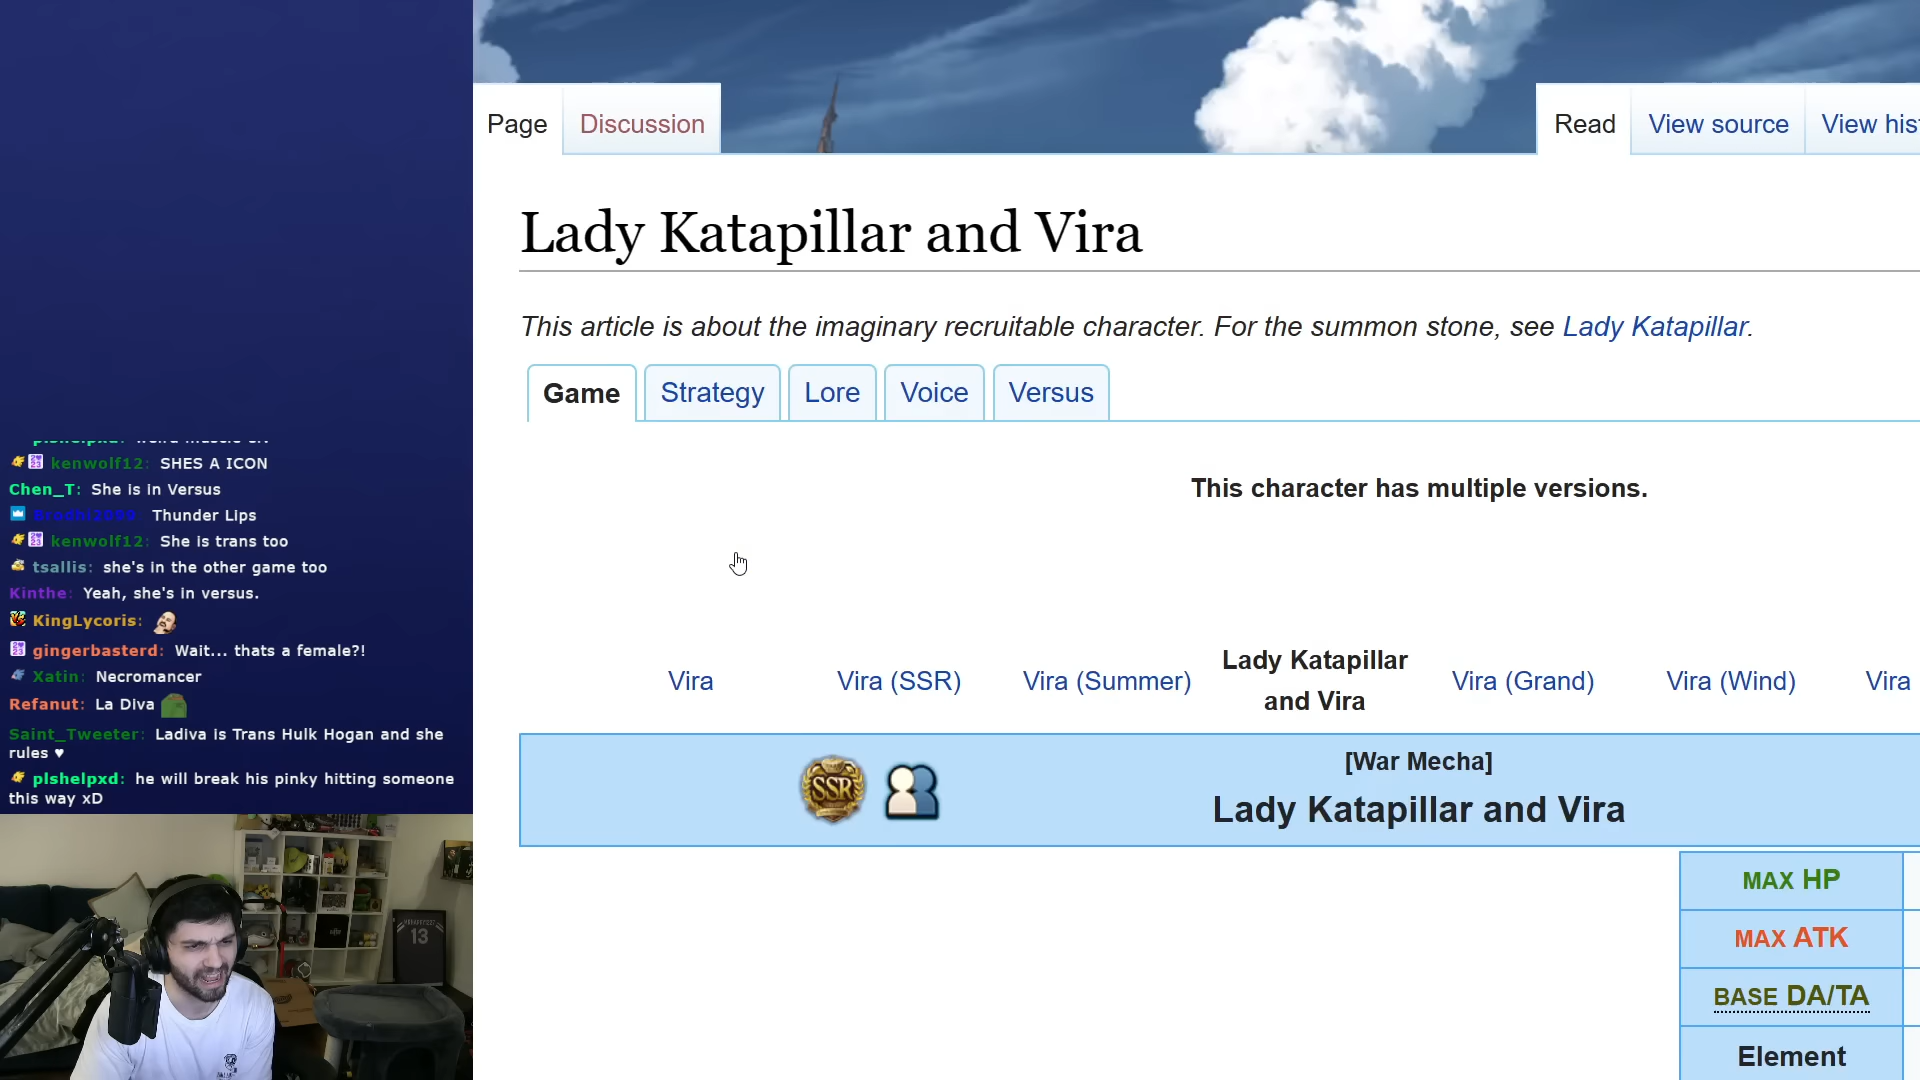 Page
Discussion
Read
View source
View his
Lady Katapillar and Vira
This article is about the imaginary recruitable character. For the summon stone, see Lady Katapillar.
Game
Strategy
Lore
Voice
Versus
This character has multiple versions.
Vira
Vira (SSR)
Vira (Summer)
Lady Katapillar
and Vira
Vira (Grand)
Vira (Wind)
Vira
SSR
[War Mecha]
Lady Katapillar and Vira
MAX HP
MAX ATK
BASE DA/TA
Element
kenwolf12: SHES A ICON
Chen_T: She is in Versus
Thunder Lips
kenwolf12: She is trans too
tsallis: she's in the other game too
Kinthe: Yeah, she's in versus.
KingLycoris:
gingerbasterd: Wait... thats a female?!
Xatin: Necromancer
Refanut: La Diva
Saint_Tweeter: Ladiva is Trans Hulk Hogan and she
rules ♥
plshelpxd: he will break his pinky hitting someone
this way xD
13